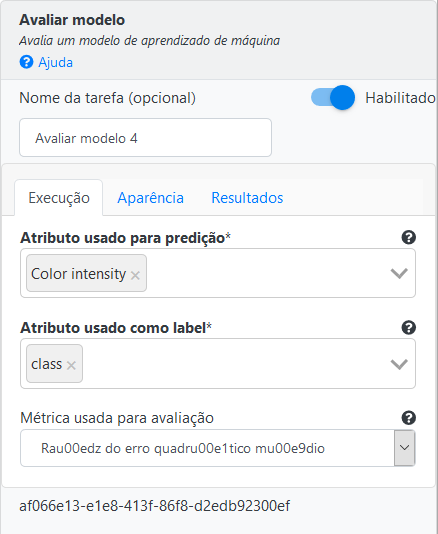 Avaliar modelo
Avalia um modelo de aprendizado de máquina
Ajuda
Nome da tarefa (opcional)
Habilitado
Avaliar modelo 4
Execução Aparência Resultados
Atributo usado para predição*
Color intensity ×
Atributo usado como label*
class ×
Métrica usada para avaliação
Rau00edz do erro quadru00e1tico mu00e9dio
af066e13-e1e8-413f-86f8-d2edb92300ef